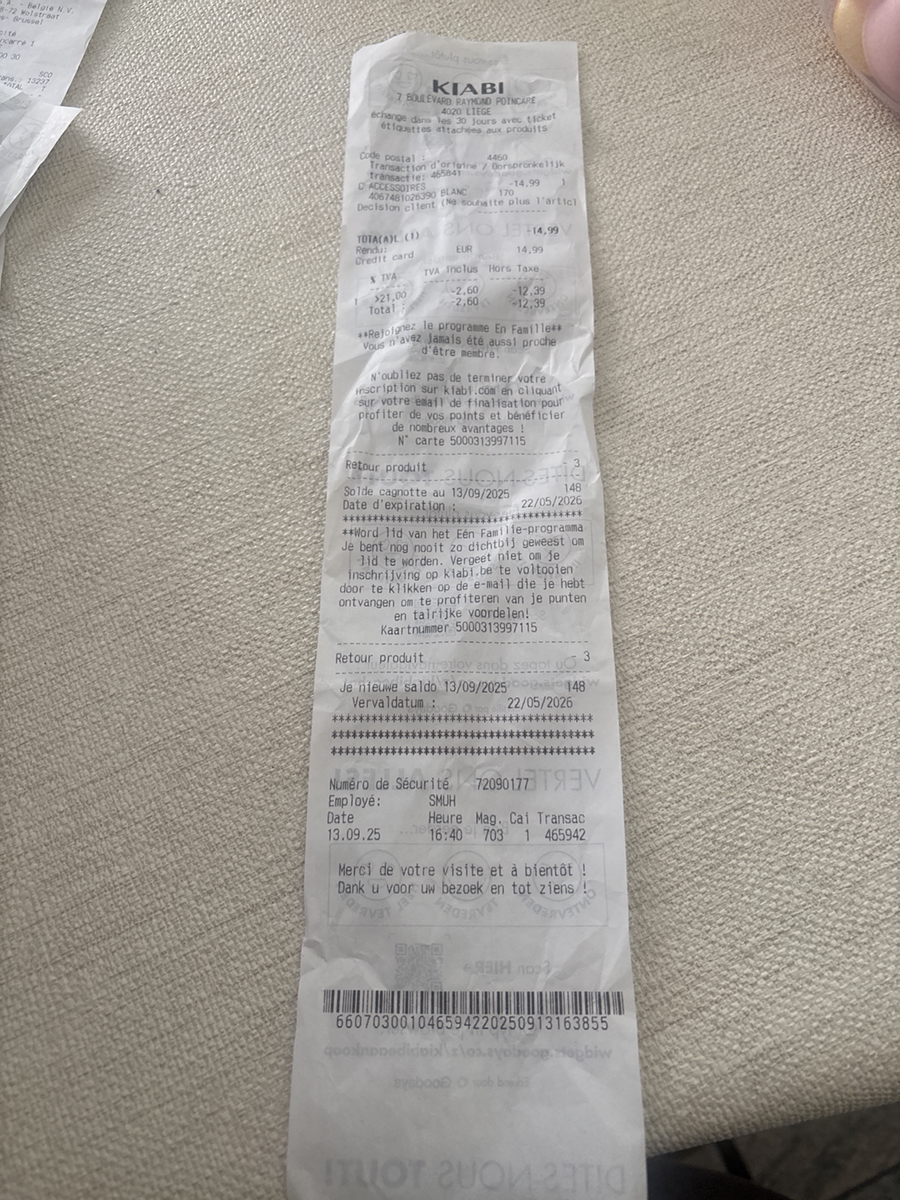 - Belgie N.V.
KIABI
7 BOULEVARD RAYMOND POINCARE
4020 LIEGE
échange dans les 30 jours avec ticket
étiquettes attachées aux produits
Code postal : 4460
Transaction d'origine / Oorspronkelijk
transactie: 465841
C ACCESSOIRES -14,99 1
4067481026390 BLANC 170
Decision client (Ne souhaite plus l'articl
TOTA(A)L (1) -14,99
Rendu: EUR 14,99
Credit card
% TVA TVA Inclus Hors Taxe
1 >21,00 -2,60 -12,39
Total : -2,60 -12,39
**Rejoignez le programme En Famille**
Vous n'avez jamais été aussi proche
d'être membre.
N'oubliez pas de terminer votre
inscription sur kiabi.com en cliquant
sur votre email de finalisation pour
profiter de vos points et bénéficier
de nombreux avantages !
N° carte 5000313997115
Retour produit - 3
Solde cagnotte au 13/09/2025 148
Date d'expiration : 22/05/2026
**********************************
**Word lid van het Eén Familie-programma
Je bent nog nooit zo dichtbij geweest om
lid te worden. Vergeet niet om je
inschrijving op kiabi.be te voltooien
door te klikken op de e-mail die je hebt
ontvangen om te profiteren van je punten
en talrijke voordelen!
Kaartnummer 5000313997115
Retour produit - 3
Je nieuwe saldo 13/09/2025 148
Vervaldatum : 22/05/2026
**********************************
**********************************
**********************************
Numéro de Sécurité 72090177
Employé: SMUH
Date Heure Mag. Cai Transac
13.09.25 16:40 703 1 465942
Merci de votre visite et à bientôt !
Dank u voor uw bezoek en tot ziens !
660703001046594220250913163855